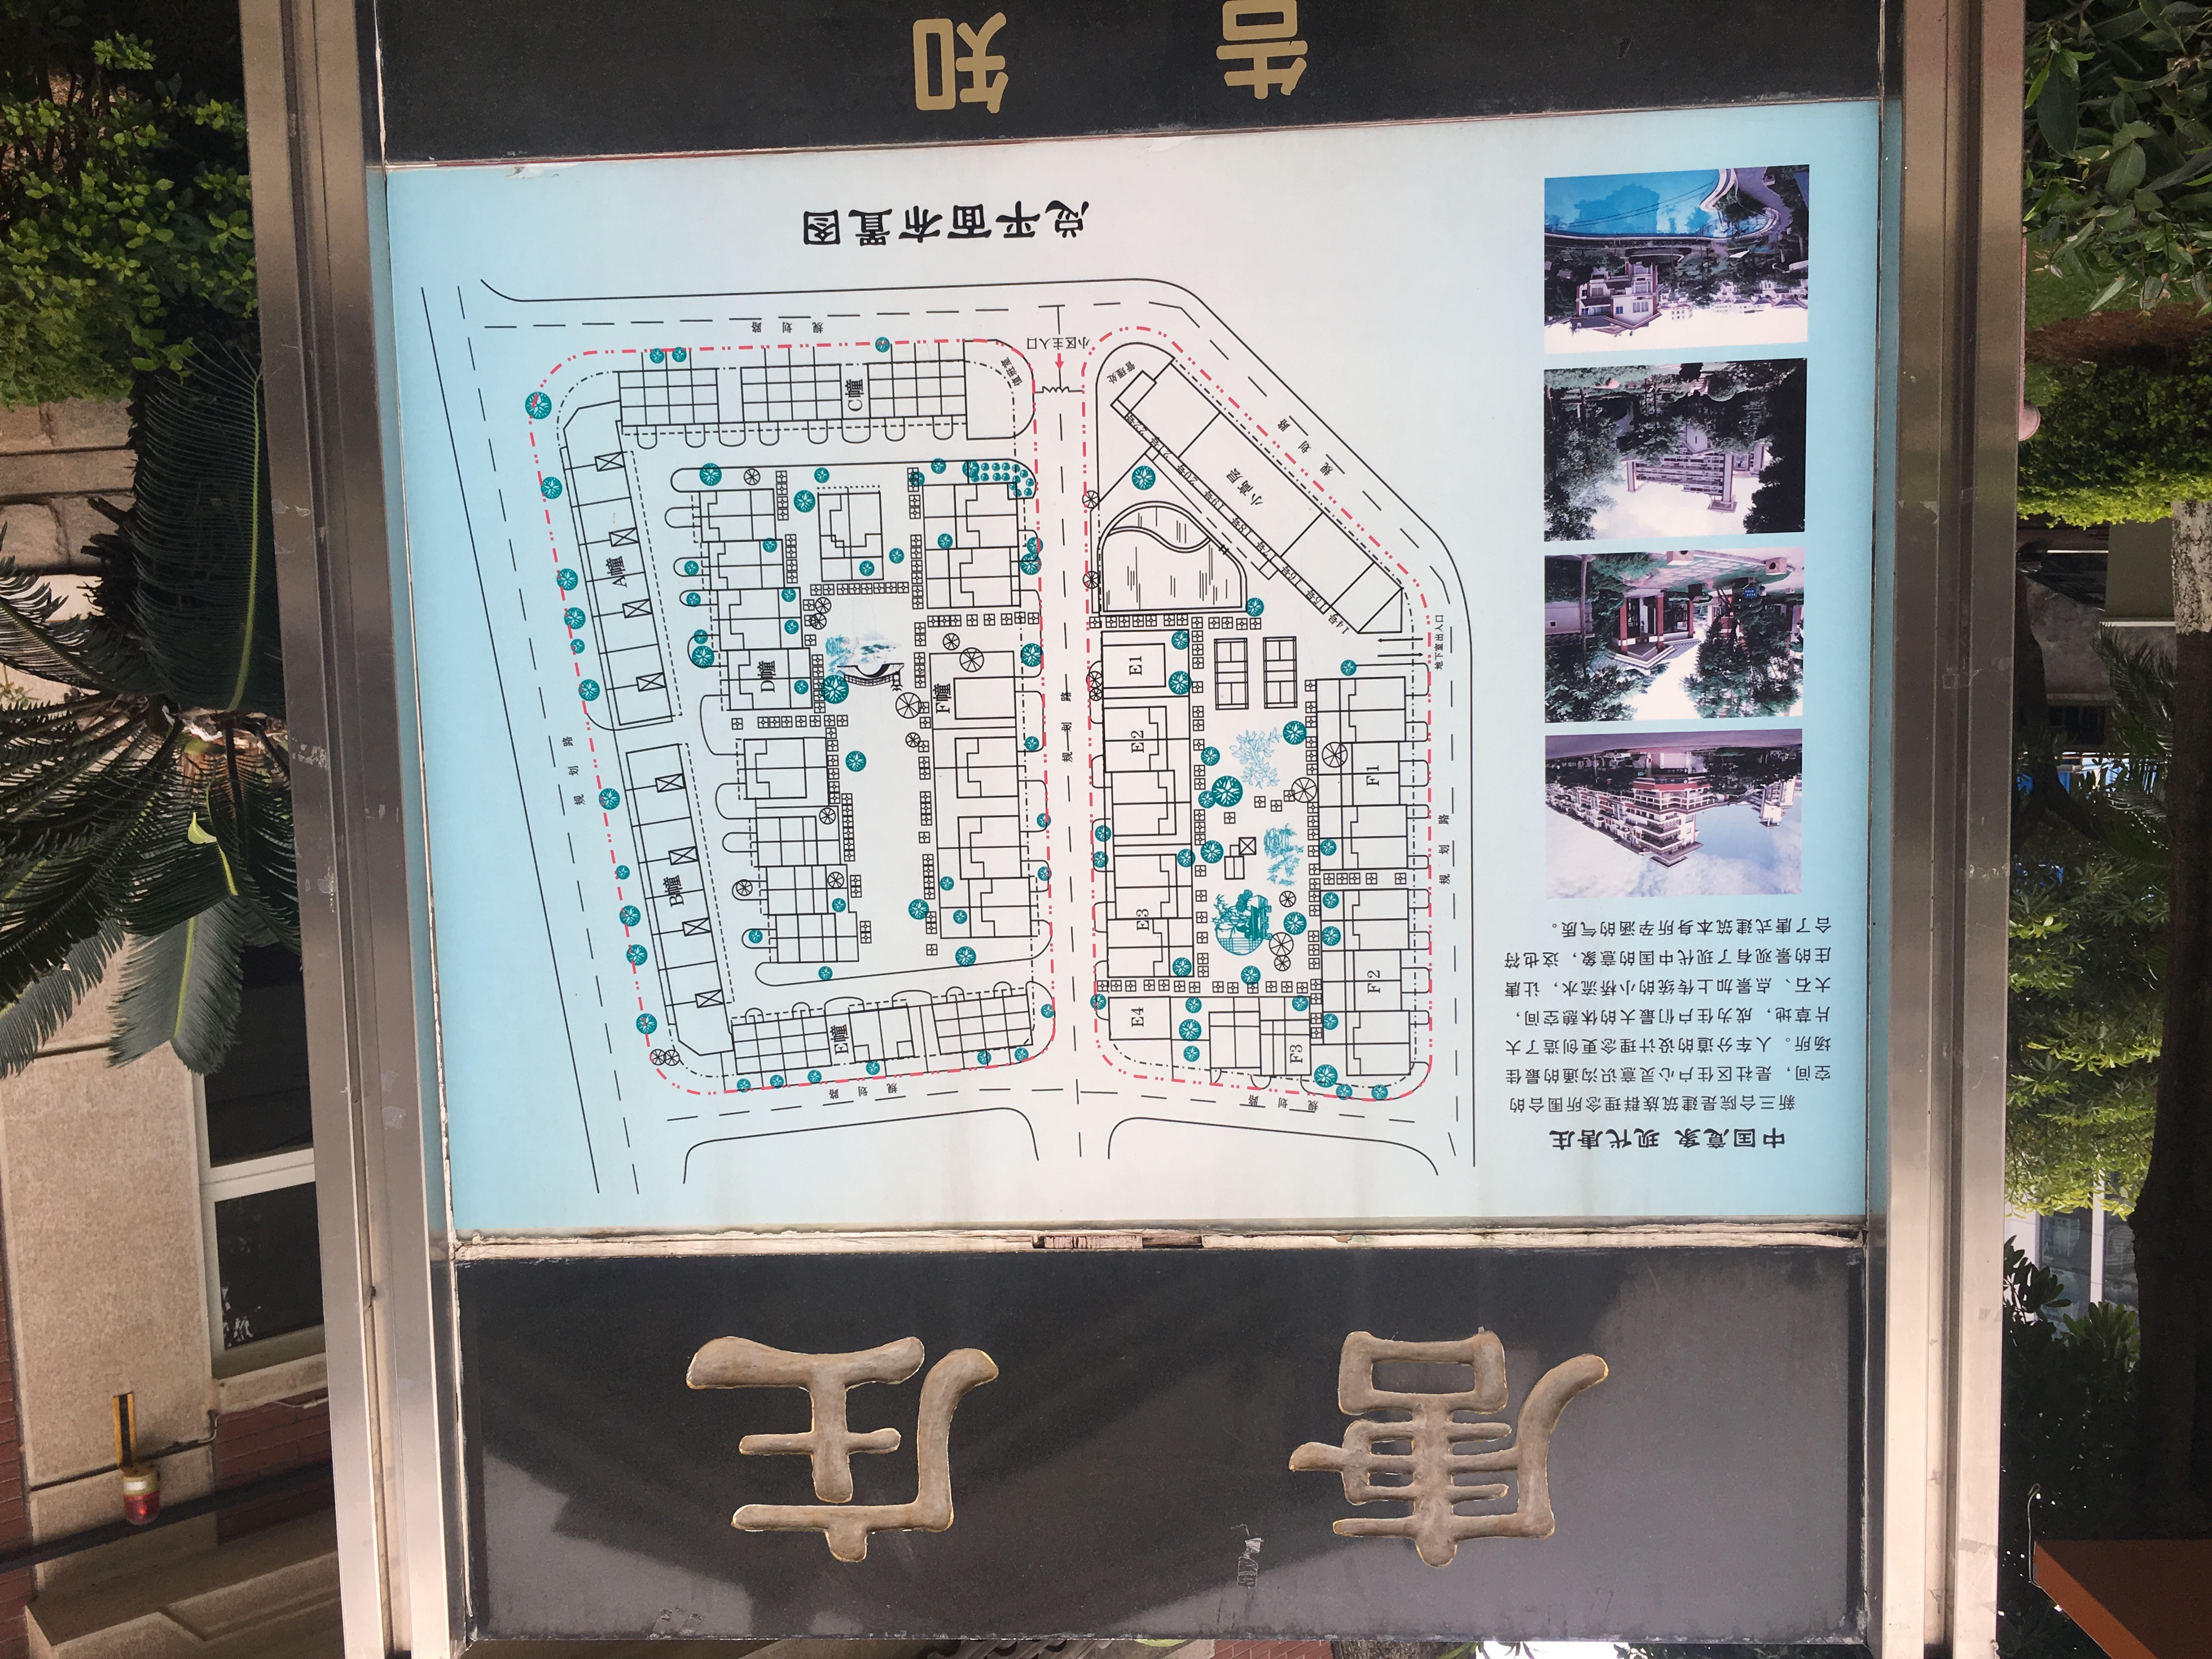 唐庄
中国意象 现代唐庄
新三合院是建筑族群理念所围合的
空间，是社区住户心灵意识沟通的最佳
场所。人车分道的设计理念更创造了大
片草地，成为住户们最大的休憩空间，
大石、点景加上传统的小桥流水，让唐
庄的景观有了现代中国的意象，这也符
合了唐式建筑本身所孕涵的气质。
规划路
规划路
F3
E4
E幢
F2
E3
B幢
规划路
F1
E2
规划路
规划路
F幢
D幢
E1
地下室出入口
A幢
14号
15号
16号
17号
18号
19号
20号
21号
22号
小高层
规划路
C幢
管理处
值班室
小区主入口
规划路
总平面布置图
告知